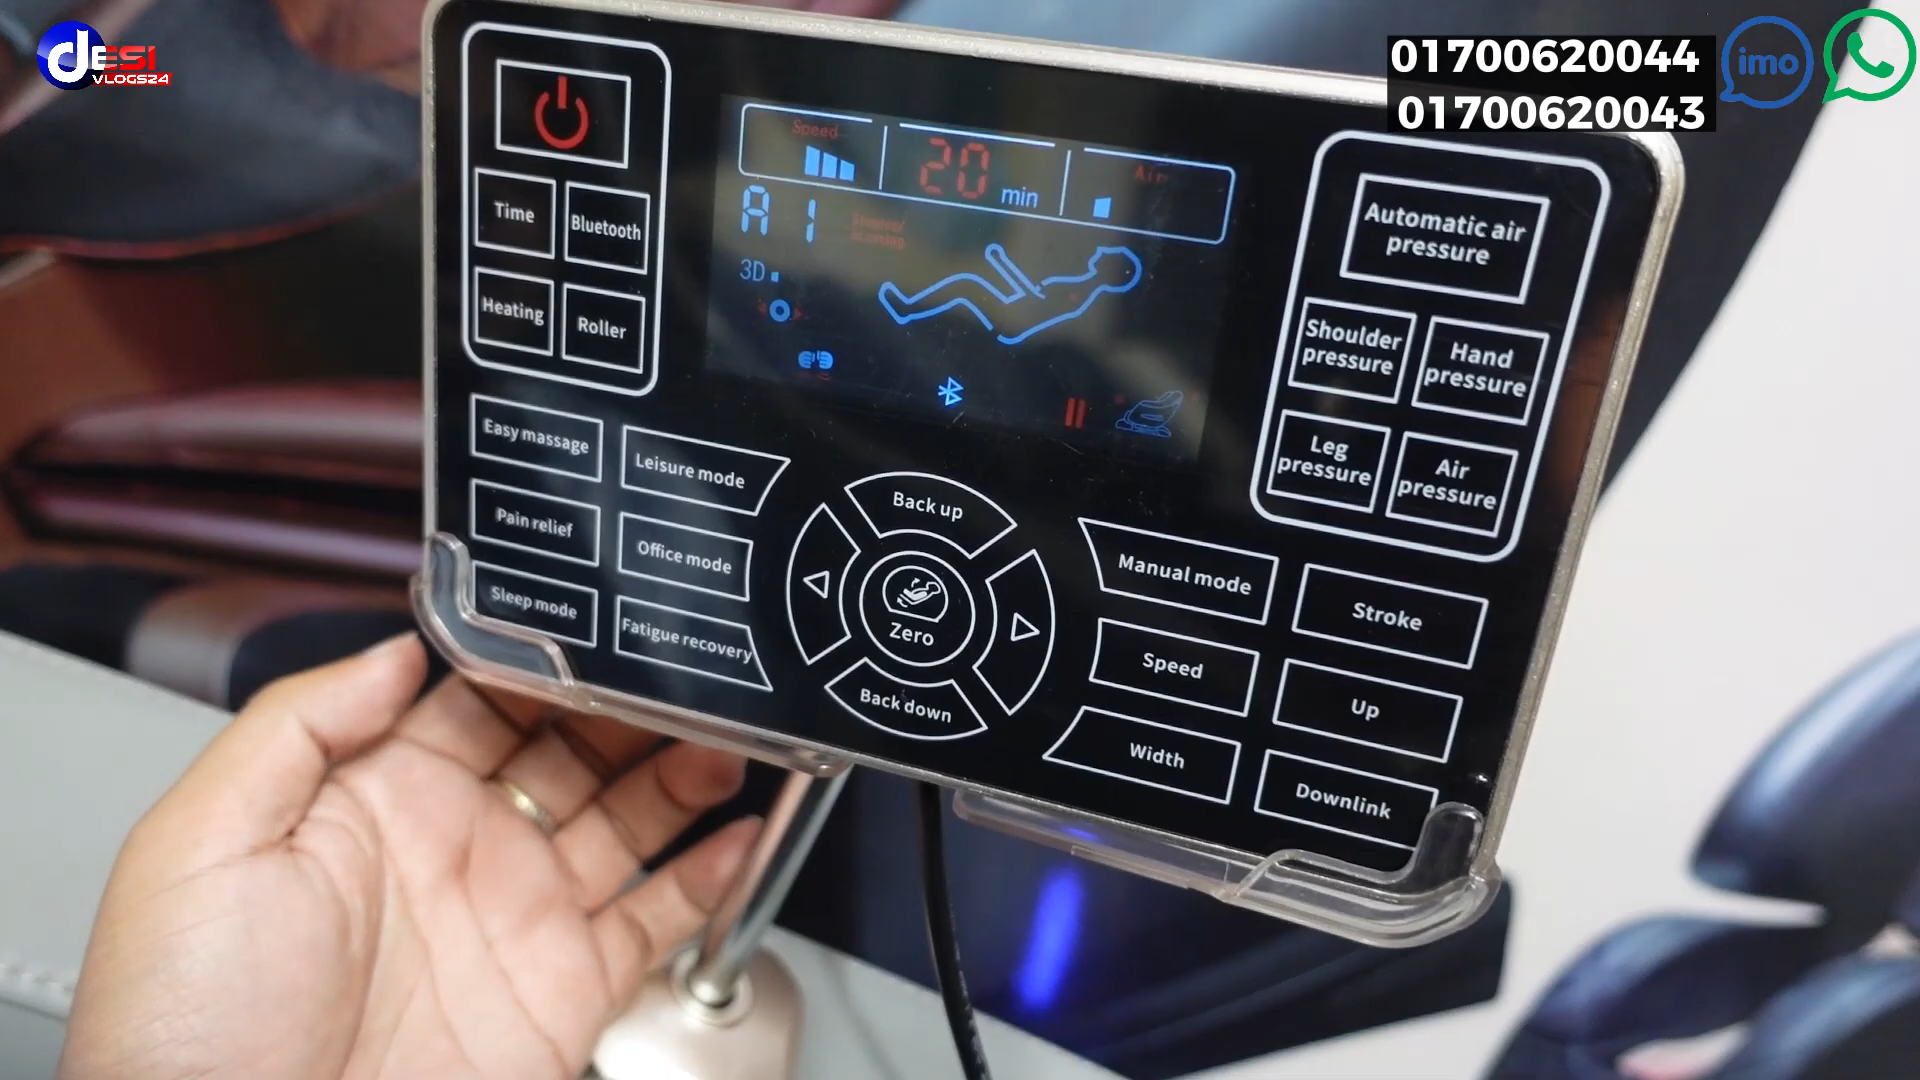 dESI
VLOGS24
01700620044
01700620043
imo
Time
Bluetooth
Heating
Roller
Speed
20 min
Air
A 1
3D
Automatic air
pressure
Shoulder
pressure
Hand
pressure
Leg
pressure
Air
pressure
Easy massage
Leisure mode
Pain relief
Office mode
Sleep mode
Fatigue recovery
Back up
Zero
Back down
Manual mode
Stroke
Speed
Up
Width
Downlink